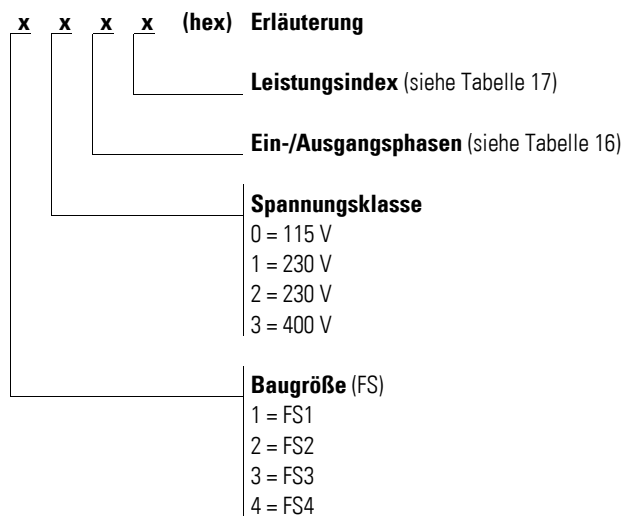 x x x x (hex) Erläuterung
Leistungsindex (siehe Tabelle 17)
Ein-/Ausgangsphasen (siehe Tabelle 16)
Spannungsklasse
0 = 115 V
1 = 230 V
2 = 230 V
3 = 400 V
Baugröße (FS)
1 = FS1
2 = FS2
3 = FS3
4 = FS4